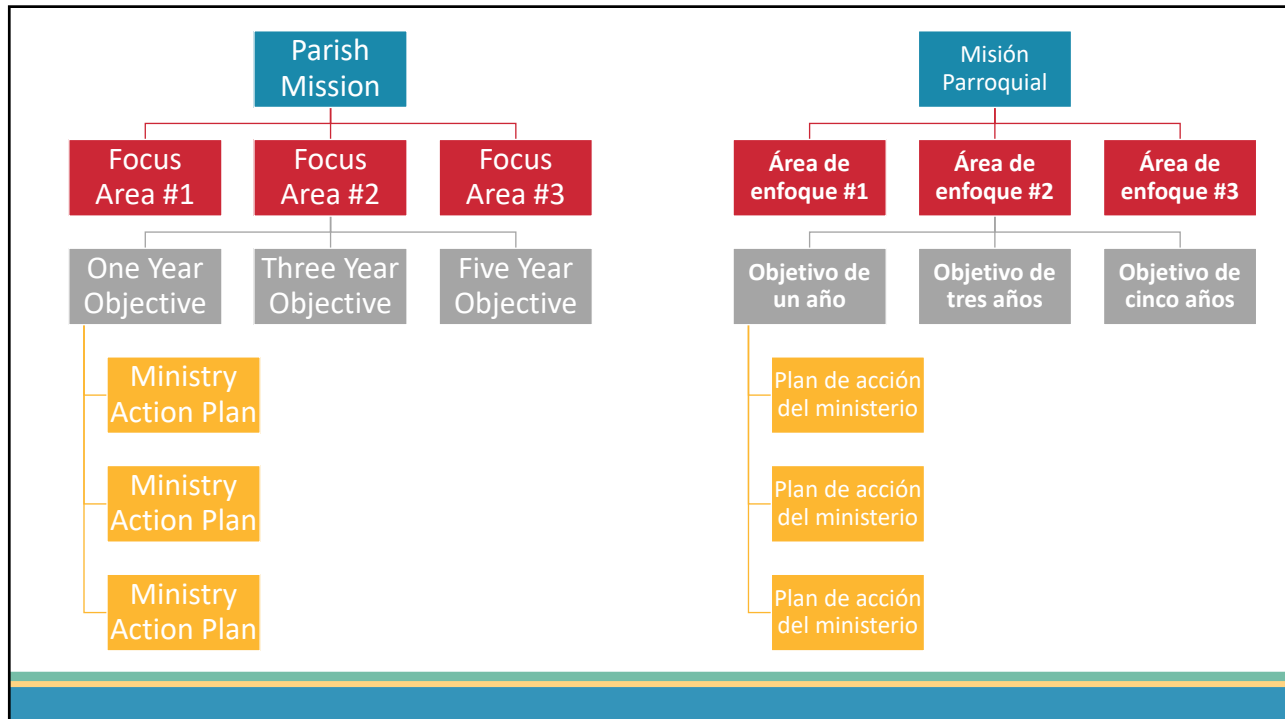 Parish
Mission
Focus
Area #1
Focus
Area #2
Focus
Area #3
One Year
Objective
Three Year
Objective
Five Year
Objective
Ministry
Action Plan
Ministry
Action Plan
Ministry
Action Plan
Misión
Parroquial
Área de
enfoque #1
Área de
enfoque #2
Área de
enfoque #3
Objetivo de
un año
Objetivo de
tres años
Objetivo de
cinco años
Plan de acción
del ministerio
Plan de acción
del ministerio
Plan de acción
del ministerio